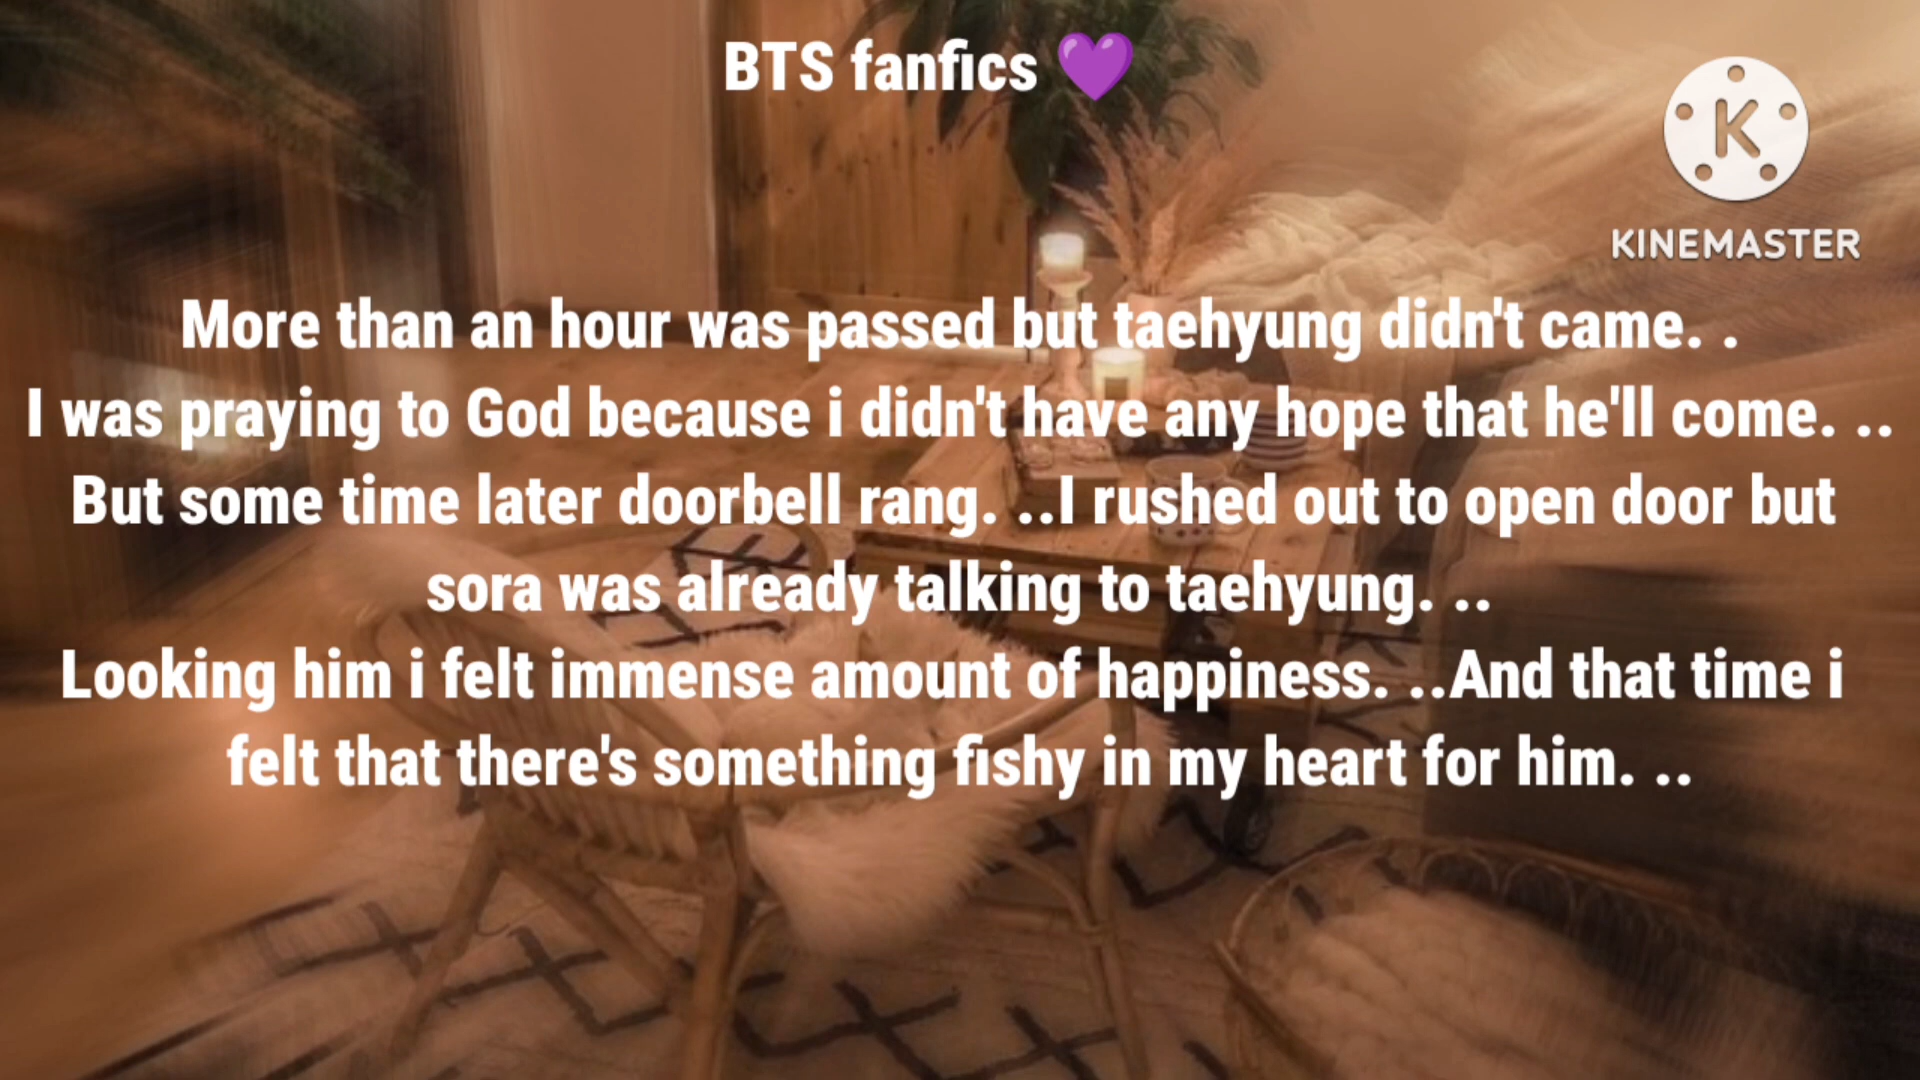 BTS fanfics 💜
K
KINEMASTER
More than an hour was passed but taehyung didn't came. .
I was praying to God because i didn't have any hope that he'll come. ..
But some time later doorbell rang. ..I rushed out to open door but
sora was already talking to taehyung. ..
Looking him i felt immense amount of happiness. ..And that time i
felt that there's something fishy in my heart for him. ..